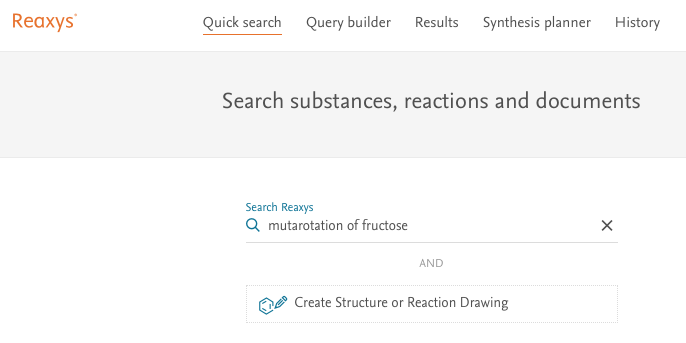 Reaxys®
Quick search Query builder Results Synthesis planner History
Search substances, reactions and documents
Search Reaxys
mutarotation of fructose
AND
Create Structure or Reaction Drawing